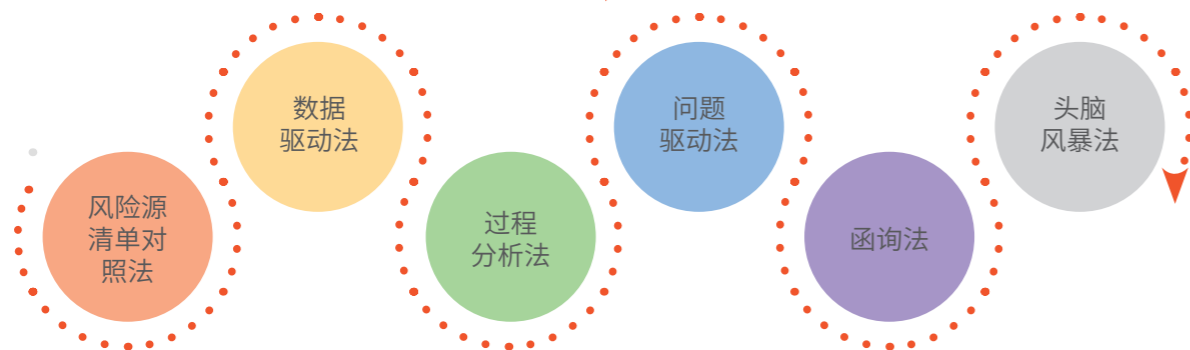 风险源
清单对
照法
数据
驱动法
过程
分析法
问题
驱动法
函询法
头脑
风暴法